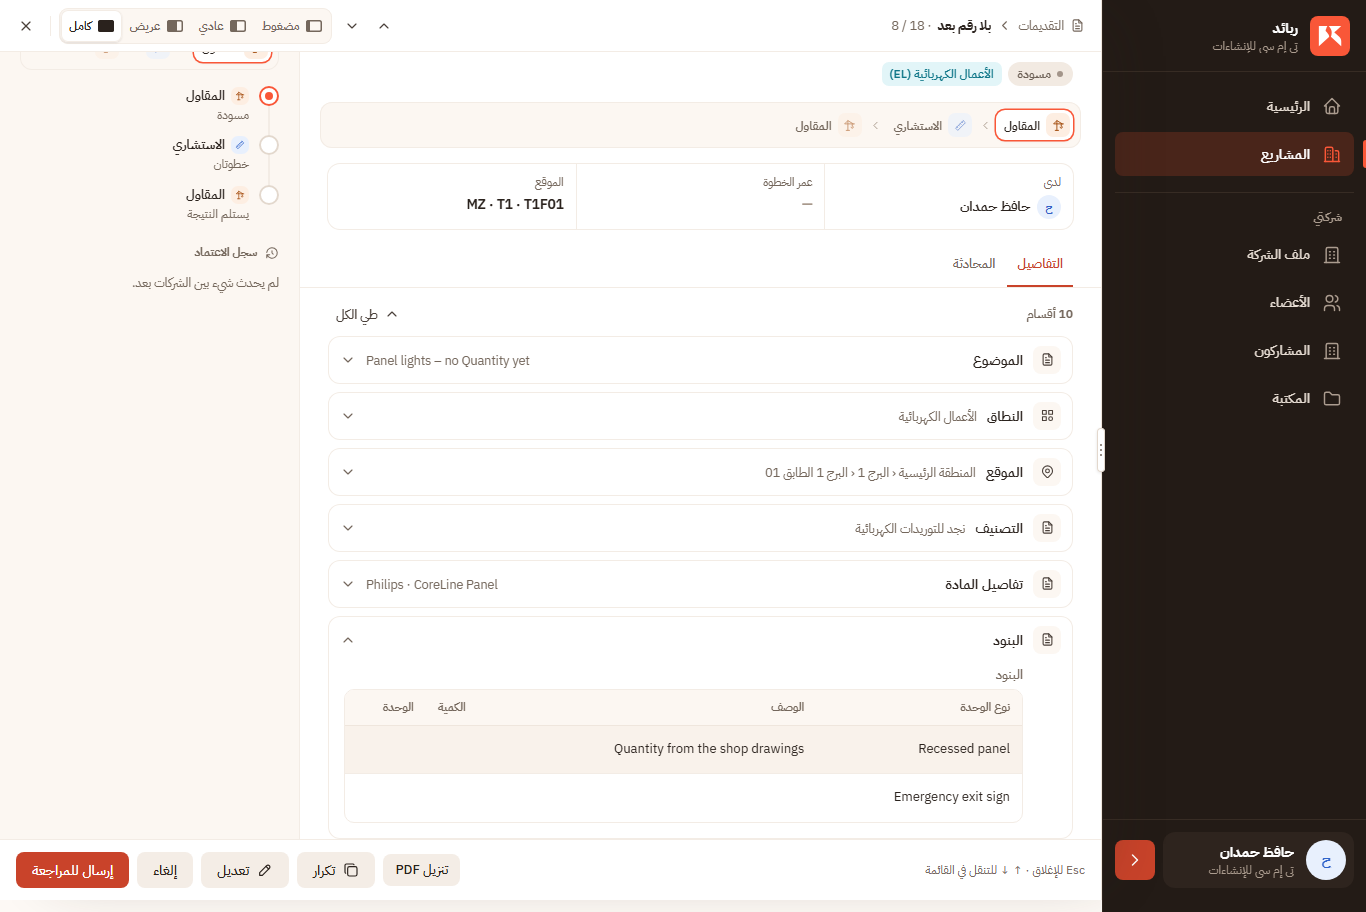 ربائد
تي إم سي للإنشاءات
الرئيسية
المشاريع
شركتي
ملف الشركة
الأعضاء
المشاركون
المكتبة
ح
حافظ حمدان
تي إم سي للإنشاءات
التقديمات
بلا رقم بعد · 18 / 8
مضغوط
عادي
عريض
كامل
مسودة
الأعمال الكهربائية (EL)
المقاول
الاستشاري
المقاول
لدى
ح
حافظ حمدان
عمر الخطوة
—
الموقع
MZ · T1 · T1F01
التفاصيل
المحادثة
10 أقسام
طي الكل
الموضوع
Panel lights – no Quantity yet
النطاق
الأعمال الكهربائية
الموقع
المنطقة الرئيسية › البرج 1 › البرج 1 الطابق 01
التصنيف
نجد للتوريدات الكهربائية
تفاصيل المادة
Philips · CoreLine Panel
البنود
البنود
نوع الوحدة
الوصف
الكمية
الوحدة
Recessed panel
Quantity from the shop drawings
Emergency exit sign
المقاول
مسودة
الاستشاري
خطوتان
المقاول
يستلم النتيجة
سجل الاعتماد
لم يحدث شيء بين الشركات بعد.
Esc للإغلاق · ↑ ↓ للتنقل في القائمة
تنزيل PDF
تكرار
تعديل
إلغاء
إرسال للمراجعة